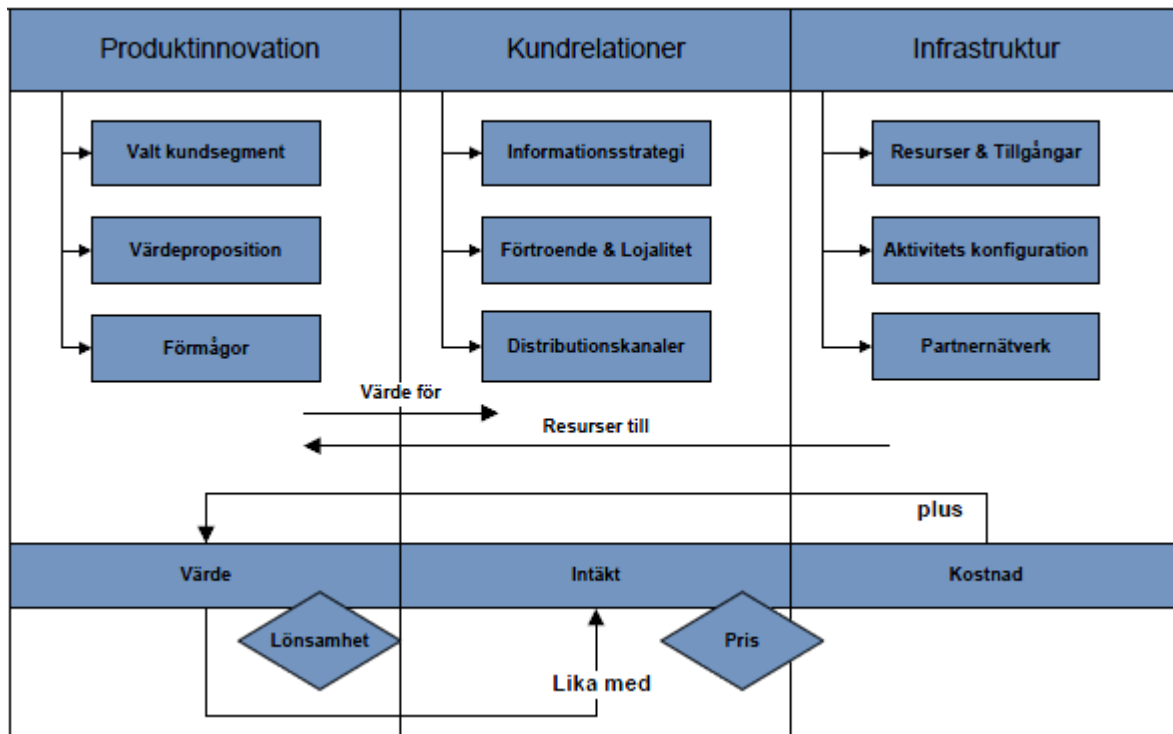 Produktinnovation
Kundrelationer
Infrastruktur
Valt kundsegment
Informationsstrategi
Resurser & Tillgångar
Värdeproposition
Förtroende & Lojalitet
Aktivitets konfiguration
Förmågor
Distributionskanaler
Partnernätverk
Värde för
Resurser till
plus
Värde
Intäkt
Kostnad
Lönsamhet
Pris
Lika med